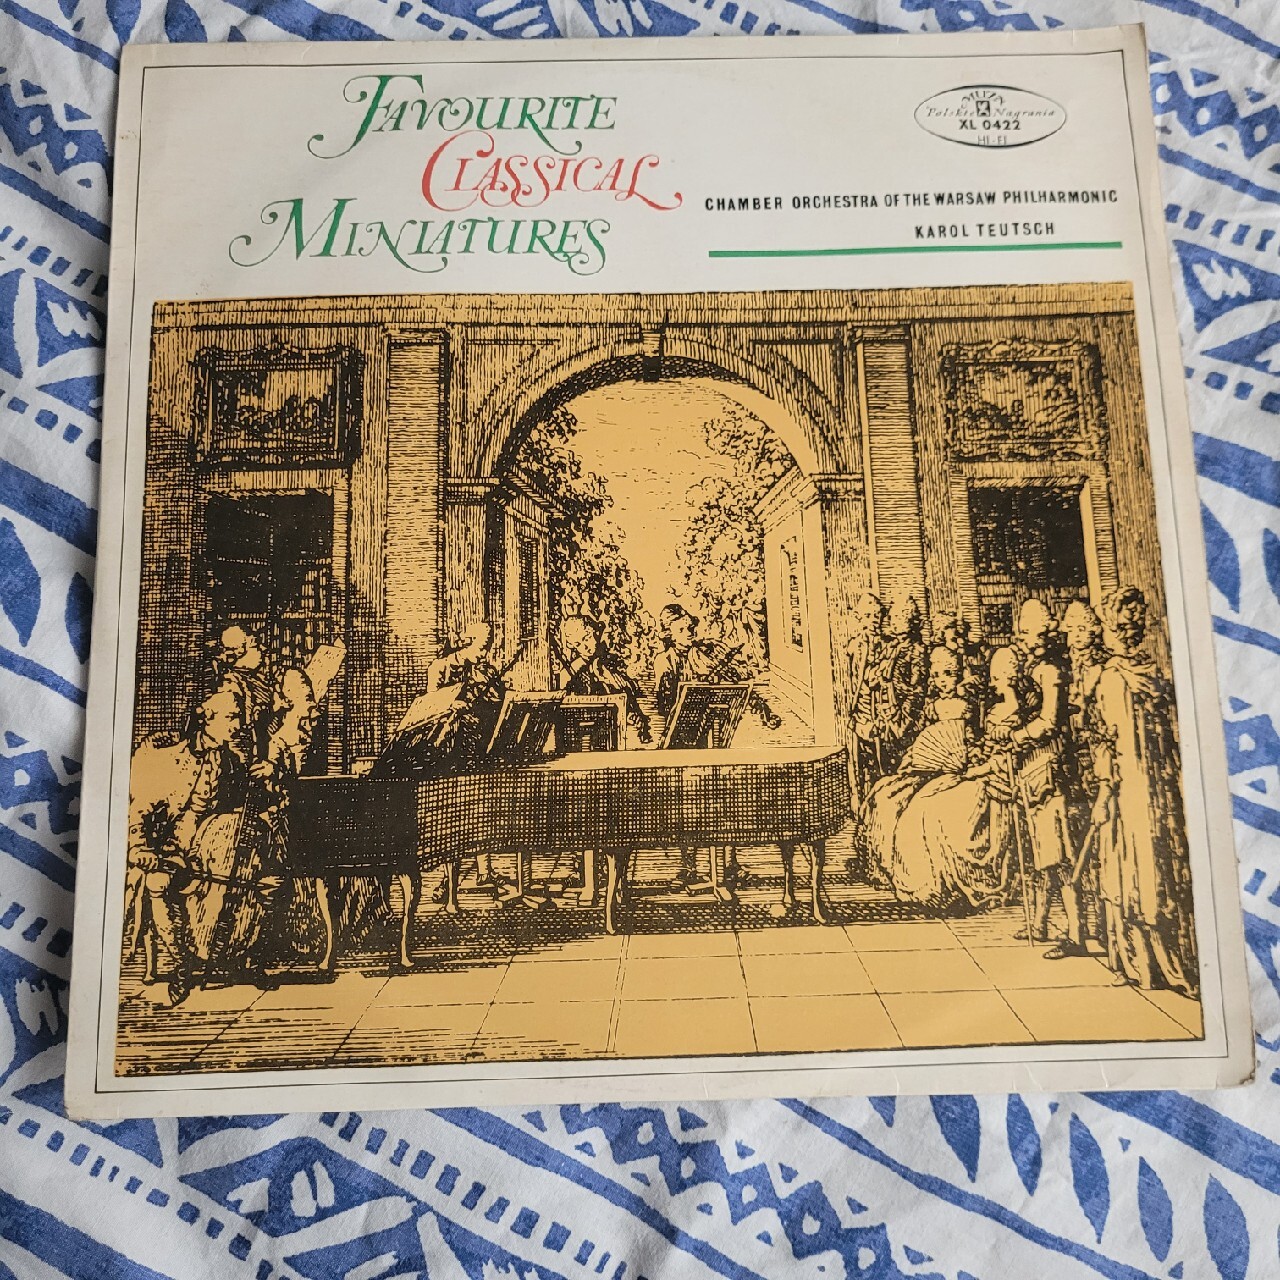 FAVOURITE
CLASSICAL
MINIATURES
MUZA
Polskie Nagrania
XL 0422
HI-FI
CHAMBER ORCHESTRA OF THE WARSAW PHILHARMONIC
KAROL TEUTSCH